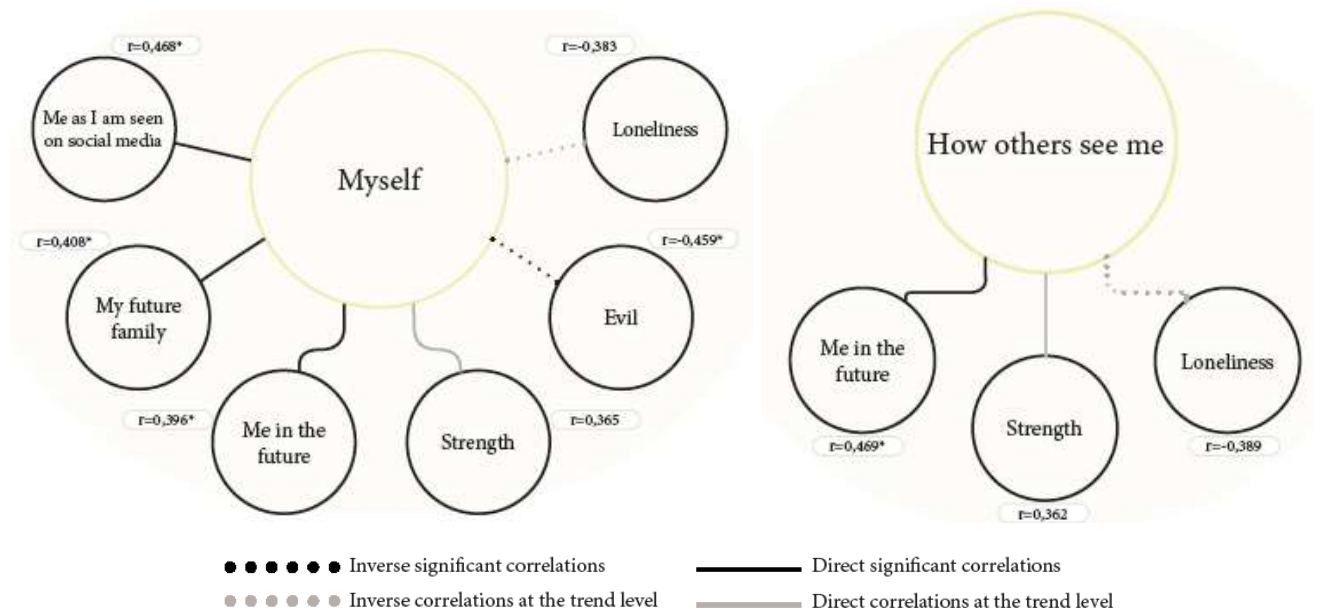 r=0,468*
Me as I am seen
on social media
r=0,408*
My future
family
r=0,396*
Me in the
future
Myself
Strength
r=0,365
r=-0,383
Loneliness
r=-0,459*
Evil
How others see me
Me in the
future
r=0,469*
Strength
r=0,362
Loneliness
r=-0,389
Inverse significant correlations
Direct significant correlations
Inverse correlations at the trend level
Direct correlations at the trend level